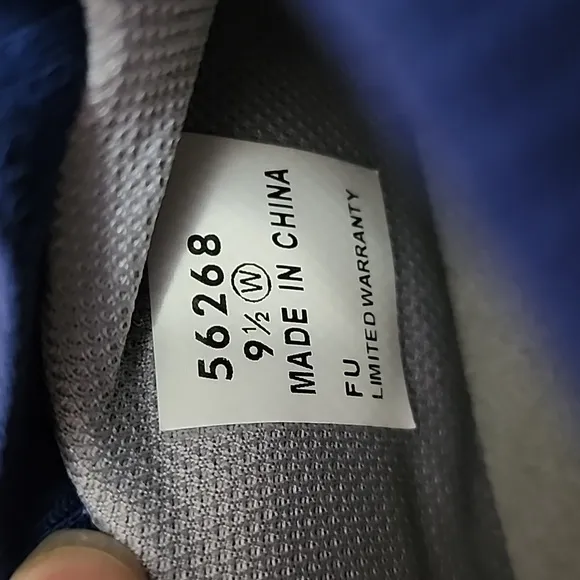 56268
9½ Ⓦ
MADE IN CHINA
FU
LIMITED WARRANTY